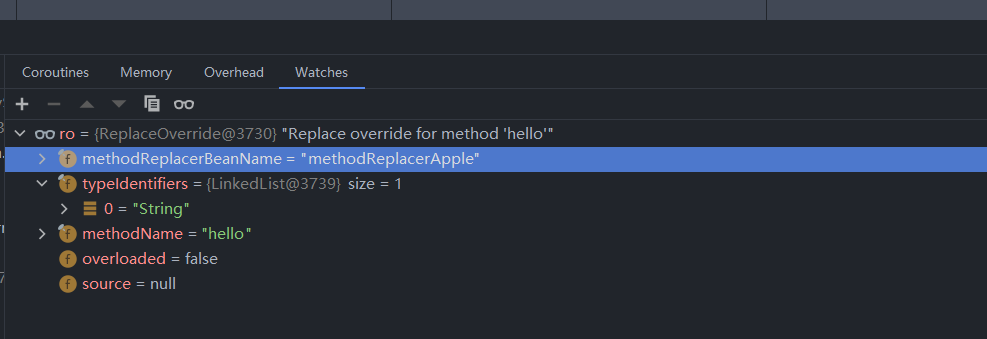 Coroutines Memory Overhead Watches
ro = {ReplaceOverride@3730} "Replace override for method 'hello'"
methodReplacerBeanName = "methodReplacerApple"
typeIdentifiers = {LinkedList@3739} size = 1
0 = "String"
methodName = "hello"
overloaded = false
source = null